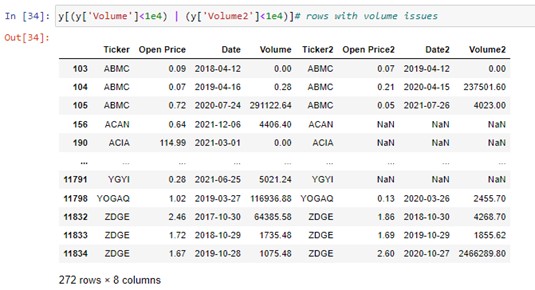 In [34]: y[(y['Volume']<1e4) | (y['Volume2']<1e4)]# rows with volume issues
Out[34]:
Ticker Open Price Date Volume Ticker2 Open Price2 Date2 Volume2
103 ABMC 0.09 2018-04-12 0.00 ABMC 0.07 2019-04-12 0.00
104 ABMC 0.07 2019-04-16 0.28 ABMC 0.21 2020-04-15 237501.60
105 ABMC 0.72 2020-07-24 291122.64 ABMC 0.05 2021-07-26 4023.00
156 ACAN 0.64 2021-12-06 4406.40 ACAN NaN NaN NaN
190 ACIA 114.99 2021-03-01 0.00 ACIA NaN NaN NaN
... ... ... ... ... ... ... ... ...
11791 YGYI 0.28 2021-06-25 5021.24 YGYI NaN NaN NaN
11798 YOGAQ 1.02 2019-03-27 116936.88 YOGAQ 0.13 2020-03-26 2455.70
11832 ZDGE 2.46 2017-10-30 64385.58 ZDGE 1.86 2018-10-30 4268.70
11833 ZDGE 1.72 2018-10-29 1735.48 ZDGE 1.69 2019-10-29 1855.62
11834 ZDGE 1.67 2019-10-28 1075.48 ZDGE 2.60 2020-10-27 2466289.80
272 rows × 8 columns